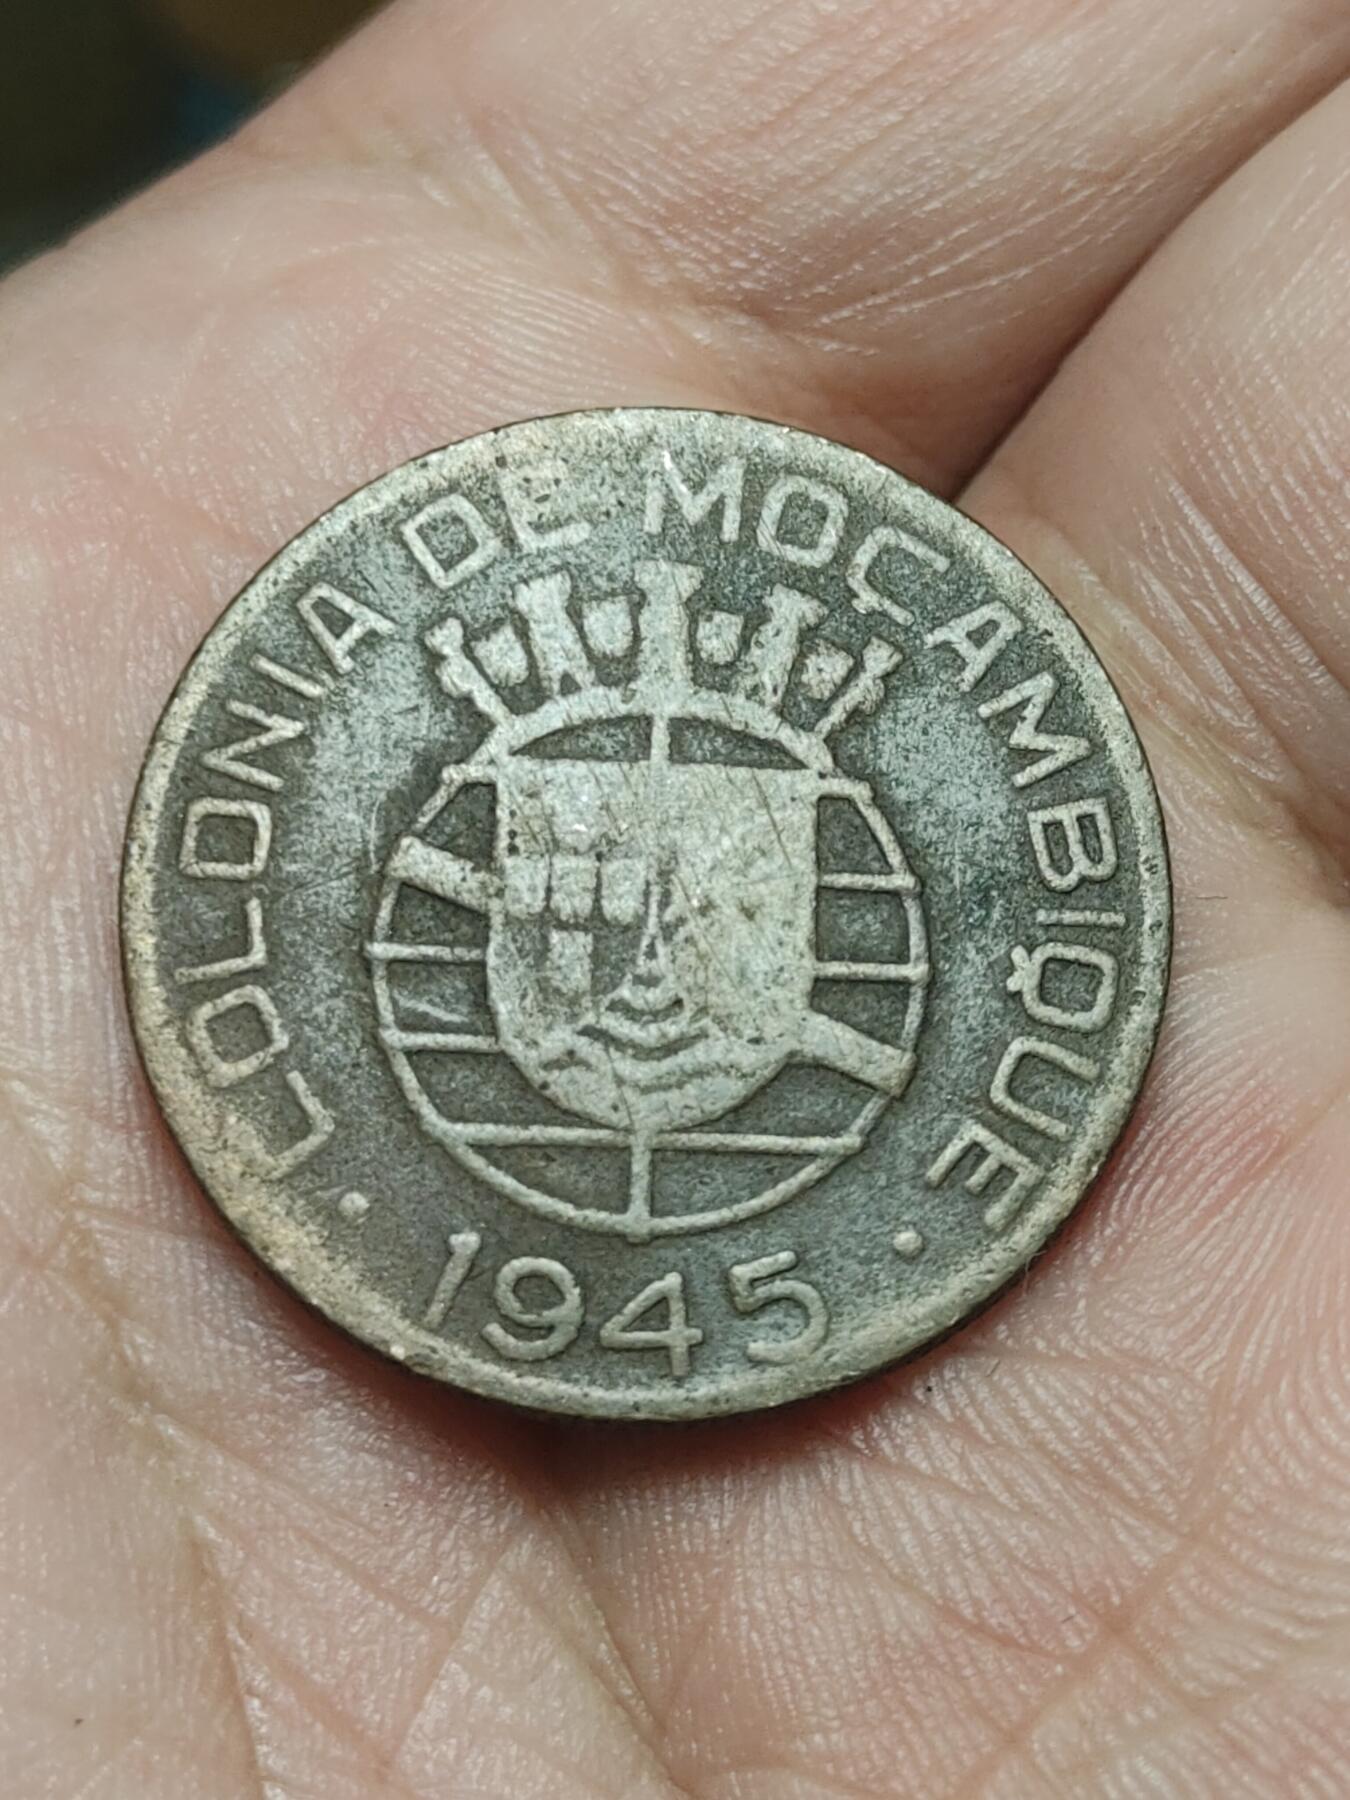 COLONIA DE MOÇAMBIQUE
· 1945 ·